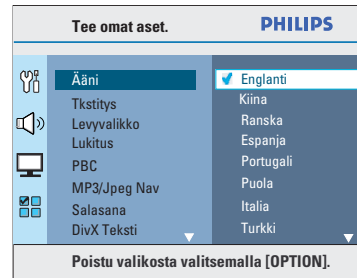 Tee omat aset. PHILIPS
Ääni
Tkstitys
Levyvalikko
Lukitus
PBC
MP3/Jpeg Nav
Salasana
DivX Teksti
Englanti
Kiina
Ranska
Espanja
Portugali
Puola
Italia
Turkki
Poistu valikosta valitsemalla [OPTION].